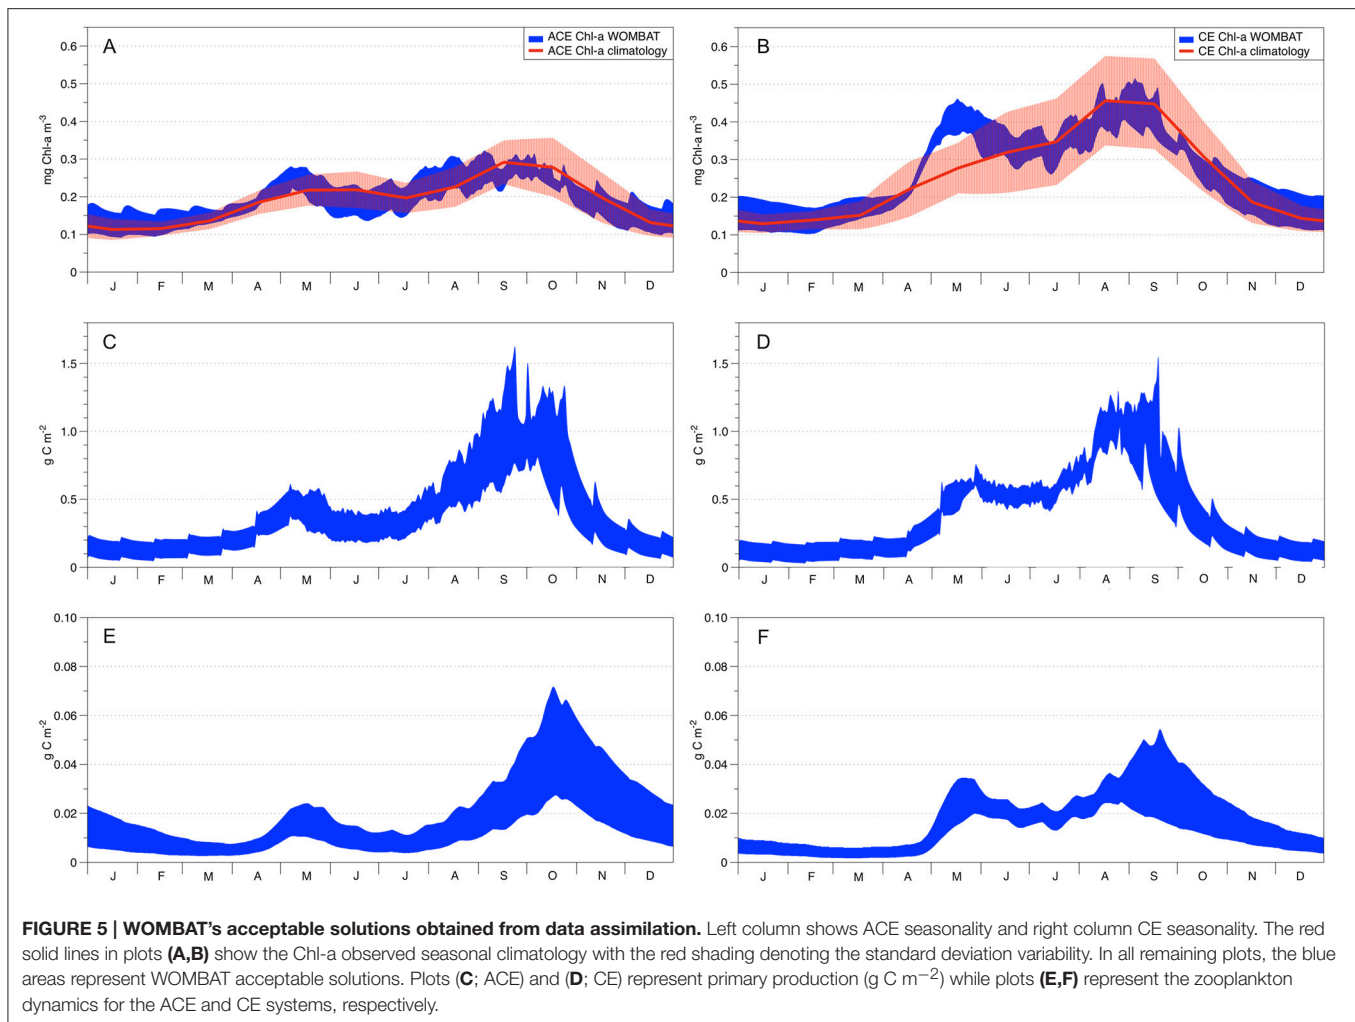 A
ACE Chl-a WOMBAT
ACE Chl-a climatology
mg Chl-a m-3
0.6
0.5
0.4
0.3
0.2
0.1
0
J F M A M J J A S O N D
B
CE Chl-a WOMBAT
CE Chl-a climatology
mg Chl-a m-3
0.6
0.5
0.4
0.3
0.2
0.1
0
J F M A M J J A S O N D
C
g C m-2
1.5
1.0
0.5
0
J F M A M J J A S O N D
D
g C m-2
1.5
1.0
0.5
0
J F M A M J J A S O N D
E
g C m-2
0.10
0.08
0.06
0.04
0.02
0
J F M A M J J A S O N D
F
g C m-2
0.10
0.08
0.06
0.04
0.02
0
J F M A M J J A S O N D
FIGURE 5 | WOMBAT's acceptable solutions obtained from data assimilation. Left column shows ACE seasonality and right column CE seasonality. The red
solid lines in plots (A,B) show the Chl-a observed seasonal climatology with the red shading denoting the standard deviation variability. In all remaining plots, the blue
areas represent WOMBAT acceptable solutions. Plots (C; ACE) and (D; CE) represent primary production (g C m−2) while plots (E,F) represent the zooplankton
dynamics for the ACE and CE systems, respectively.